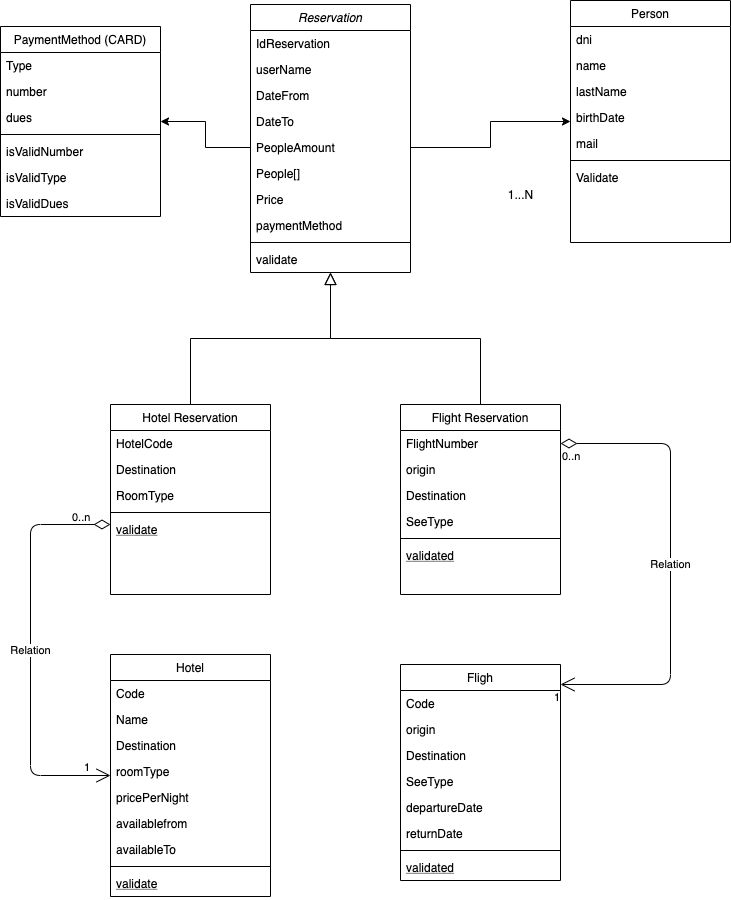 PaymentMethod (CARD)
Type
number
dues
isValidNumber
isValidType
isValidDues
Reservation
IdReservation
userName
DateFrom
DateTo
PeopleAmount
People[]
Price
paymentMethod
validate
Person
dni
name
lastName
birthDate
mail
Validate
1...N
Hotel Reservation
HotelCode
Destination
RoomType
validate
0..n
Relation
1
Flight Reservation
FlightNumber
origin
Destination
SeeType
validated
0..n
Relation
1
Hotel
Code
Name
Destination
roomType
pricePerNight
availablefrom
availableTo
validate
Fligh
Code
origin
Destination
SeeType
departureDate
returnDate
validated